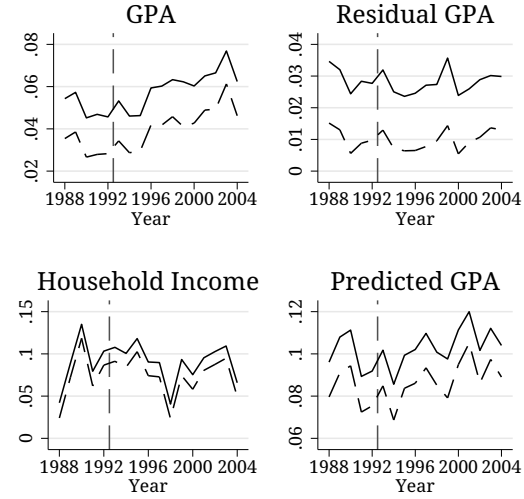 GPA
Residual GPA
.08
.06
.04
.02
1988 1992 1996 2000 2004
Year
.04
.03
.02
.01
0
1988 1992 1996 2000 2004
Year
Household Income
Predicted GPA
.15
.1
.05
0
1988 1992 1996 2000 2004
Year
.12
.1
.08
.06
1988 1992 1996 2000 2004
Year